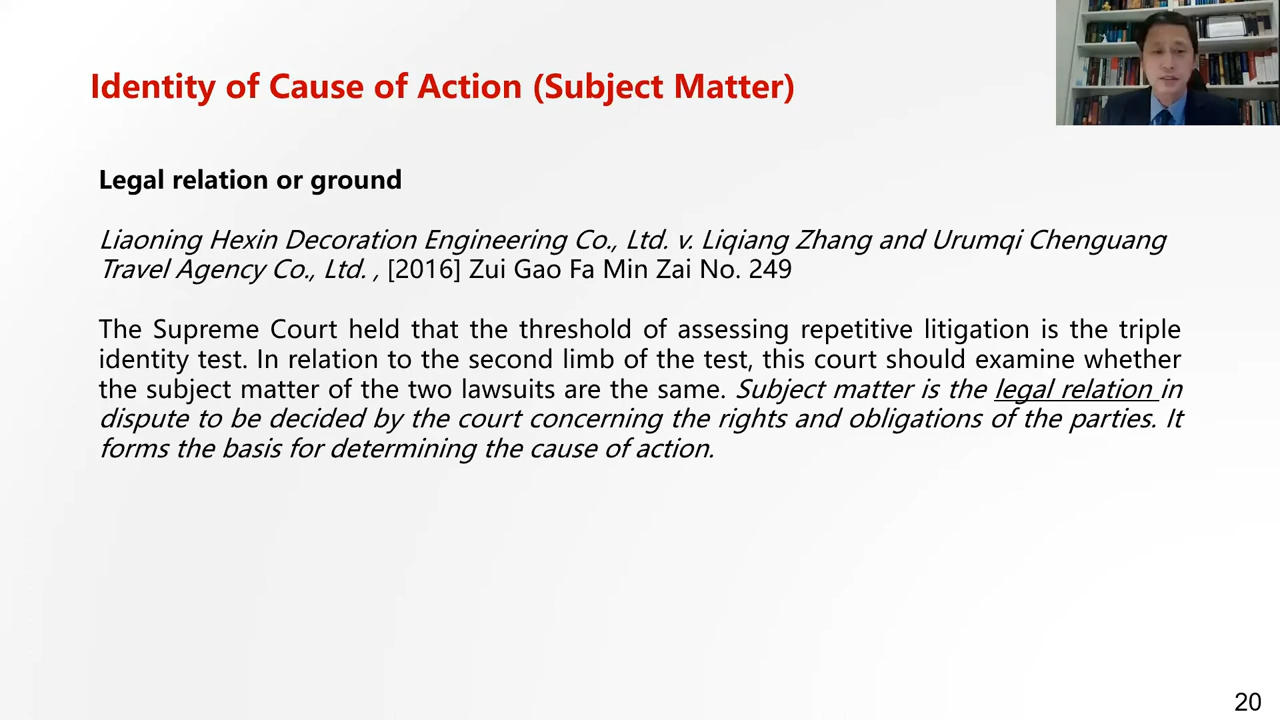 Identity of Cause of Action (Subject Matter)
Legal relation or ground
Liaoning Hexin Decoration Engineering Co., Ltd. v. Liqiang Zhang and Urumqi Chenguang
Travel Agency Co., Ltd. , [2016] Zui Gao Fa Min Zai No. 249
The Supreme Court held that the threshold of assessing repetitive litigation is the triple
identity test. In relation to the second limb of the test, this court should examine whether
the subject matter of the two lawsuits are the same. Subject matter is the legal relation in
dispute to be decided by the court concerning the rights and obligations of the parties. It
forms the basis for determining the cause of action.
20